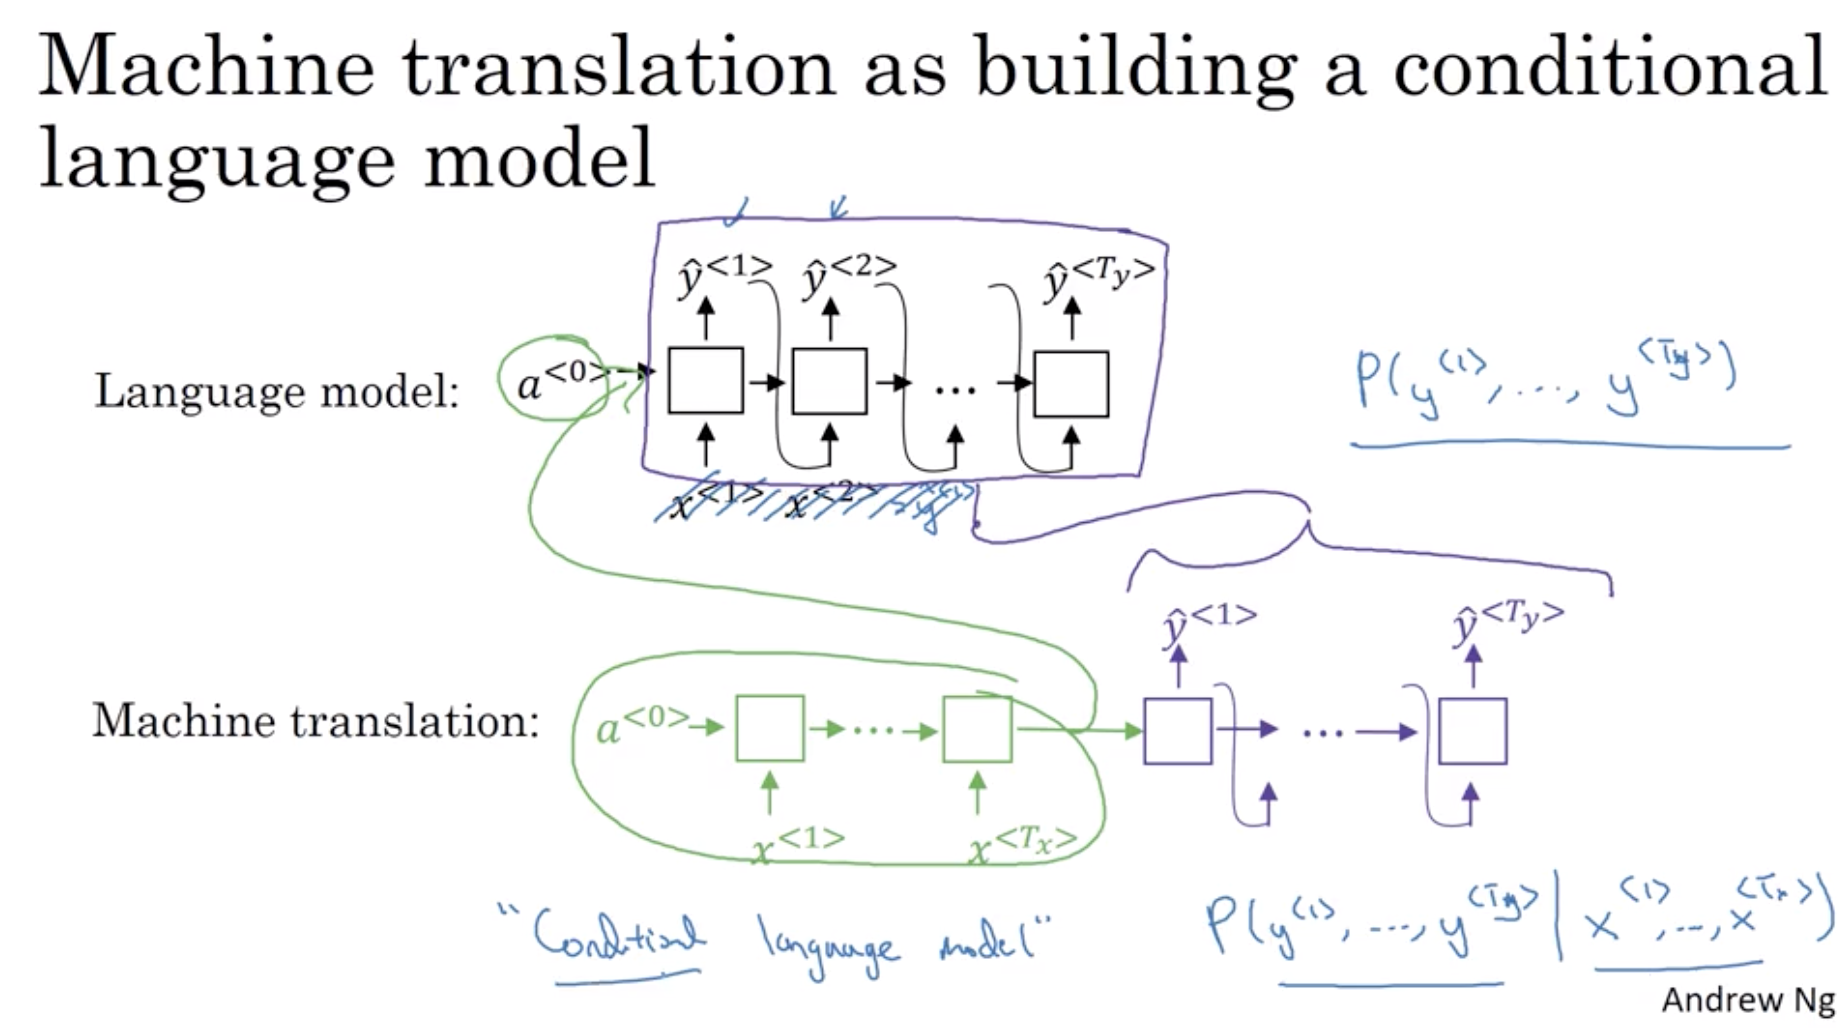 Machine translation as building a conditional
language model
ŷ<1> ŷ<2> ŷ<Ty>
Language model: a<0> ... P(y<1>, ..., y<Ty>)
x<1> x<2>
ŷ<1> ŷ<Ty>
Machine translation: a<0> ... ...
x<1> x<Tx>
"Conditional language model" P(y<1>, ..., y<Ty> | x<1>, ..., x<Tx>)
Andrew Ng